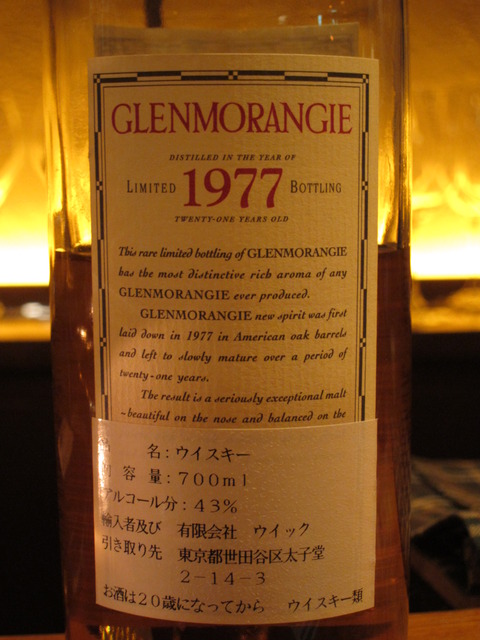 GLENMORANGIE
DISTILLED IN THE YEAR OF
LIMITED 1977 BOTTLING
TWENTY-ONE YEARS OLD
This rare limited bottling of GLENMORANGIE
has the most distinctive rich aroma of any
GLENMORANGIE ever produced.
GLENMORANGIE new spirit was first
laid down in 1977 in American oak barrels
and left to slowly mature over a period of
twenty-one years.
The result is a seriously exceptional malt
~beautiful on the nose and balanced on the
名:ウイスキー
容量:700ml
アルコール分:43%
輸入者及び 有限会社 ウイック
引き取り先 東京都世田谷区太子堂
2-14-3
お酒は20歳になってから ウイスキー類